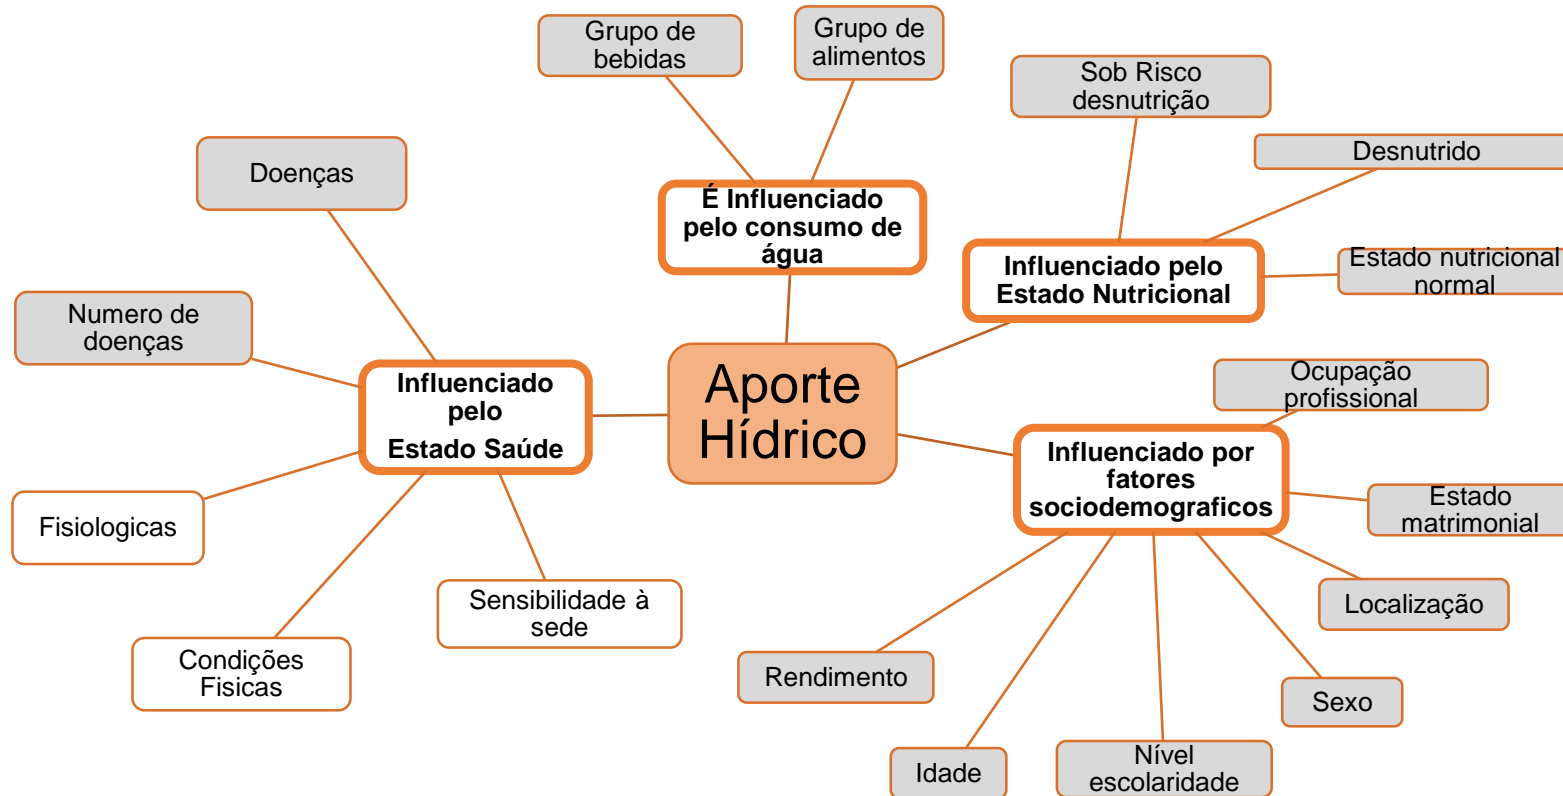 Grupo de
bebidas
Grupo de
alimentos
Sob Risco
desnutrição
Doenças
Desnutrido
É Influenciado
pelo consumo de
água
Influenciado pelo
Estado Nutricional
Estado nutricional
normal
Numero de
doenças
Influenciado
pelo
Estado Saúde
Aporte
Hídrico
Ocupação
profissional
Influenciado por
fatores
sociodemograficos
Estado
matrimonial
Fisiologicas
Sensibilidade à
sede
Localização
Condições
Fisicas
Rendimento
Sexo
Idade
Nível
escolaridade